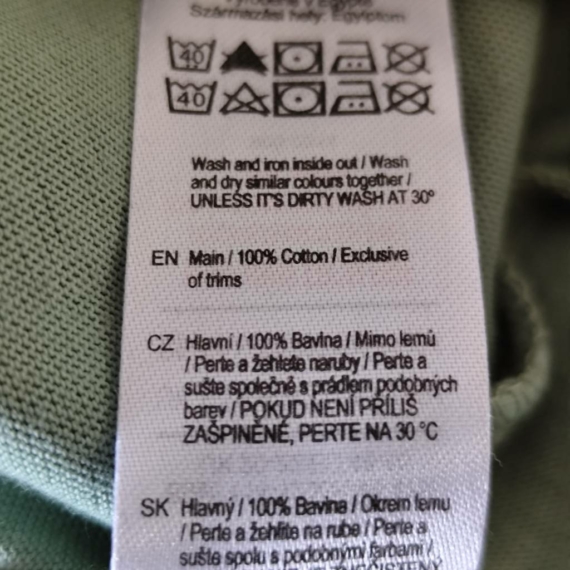 Származási hely: Egyiptom
40
40
Wash and iron inside out / Wash
and dry similar colours together /
UNLESS IT'S DIRTY WASH AT 30°
EN Main / 100% Cotton / Exclusive
of trims
CZ Hlavní / 100% Bavlna / Mimo lemů
/ Perte a žehlete naruby / Perte a
sušte společně s prádlem podobných
barev / POKUD NENÍ PŘÍLIŠ
ZAŠPINĚNÉ, PERTE NA 30 °C
SK Hlavný / 100% Bavlna / Okrem lemu
/ Perte a žehlite na rube / Perte a
sušte spolu s podobnými farbami /